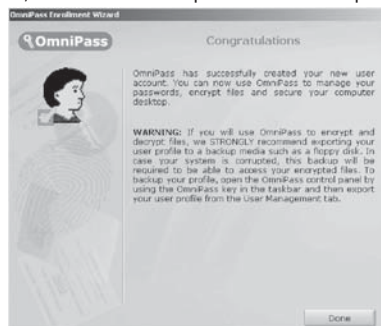 OmniPass Enrollment Wizard
OmniPass
Congratulations
OmniPass has successfully created your new user
account. You can now use OmniPass to manage your
passwords, encrypt files and secure your computer
desktop.
WARNING: If you will use OmniPass to encrypt and
decrypt files, we STRONGLY recommend exporting your
user profile to a backup media such as a floppy disk. In
case your system is corrupted, this backup will be
required to be able to access your encrypted files. To
backup your profile, open the OmniPass control panel by
using the OmniPass key in the taskbar and then export
your user profile from the User Management tab.
Done